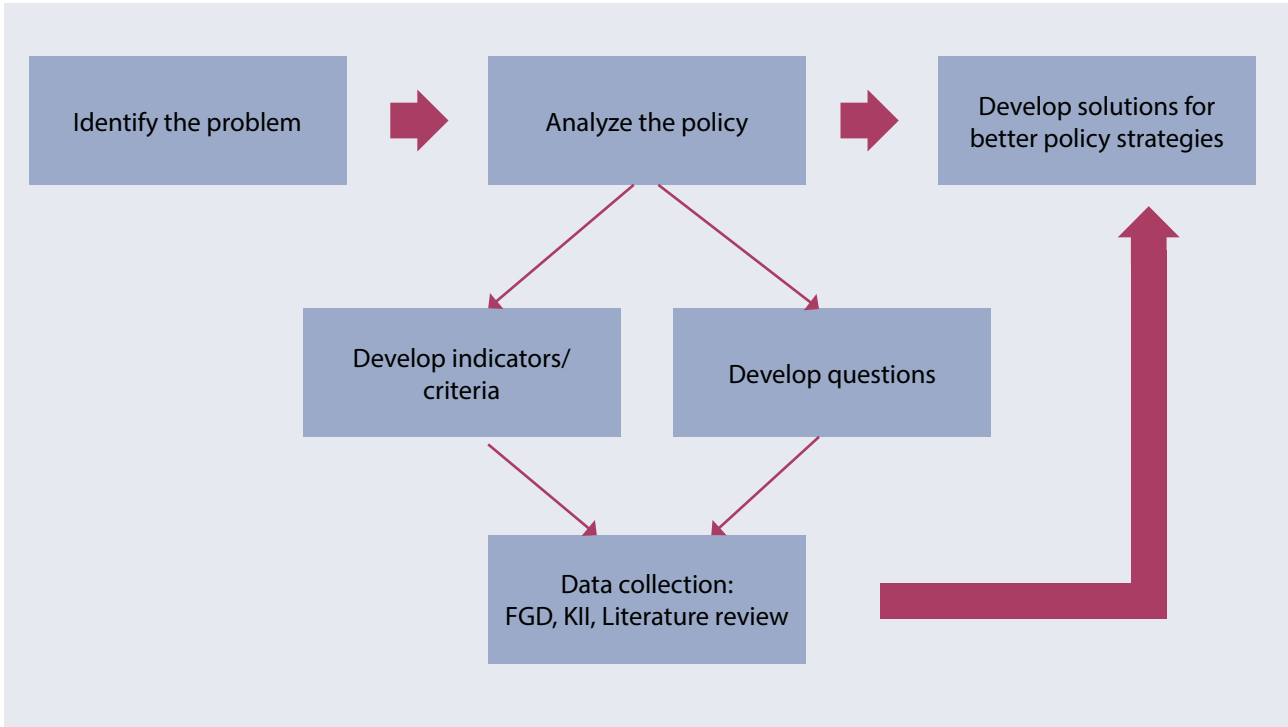 Identify the problem
Analyze the policy
Develop solutions for
better policy strategies
Develop indicators/
criteria
Develop questions
Data collection:
FGD, KII, Literature review